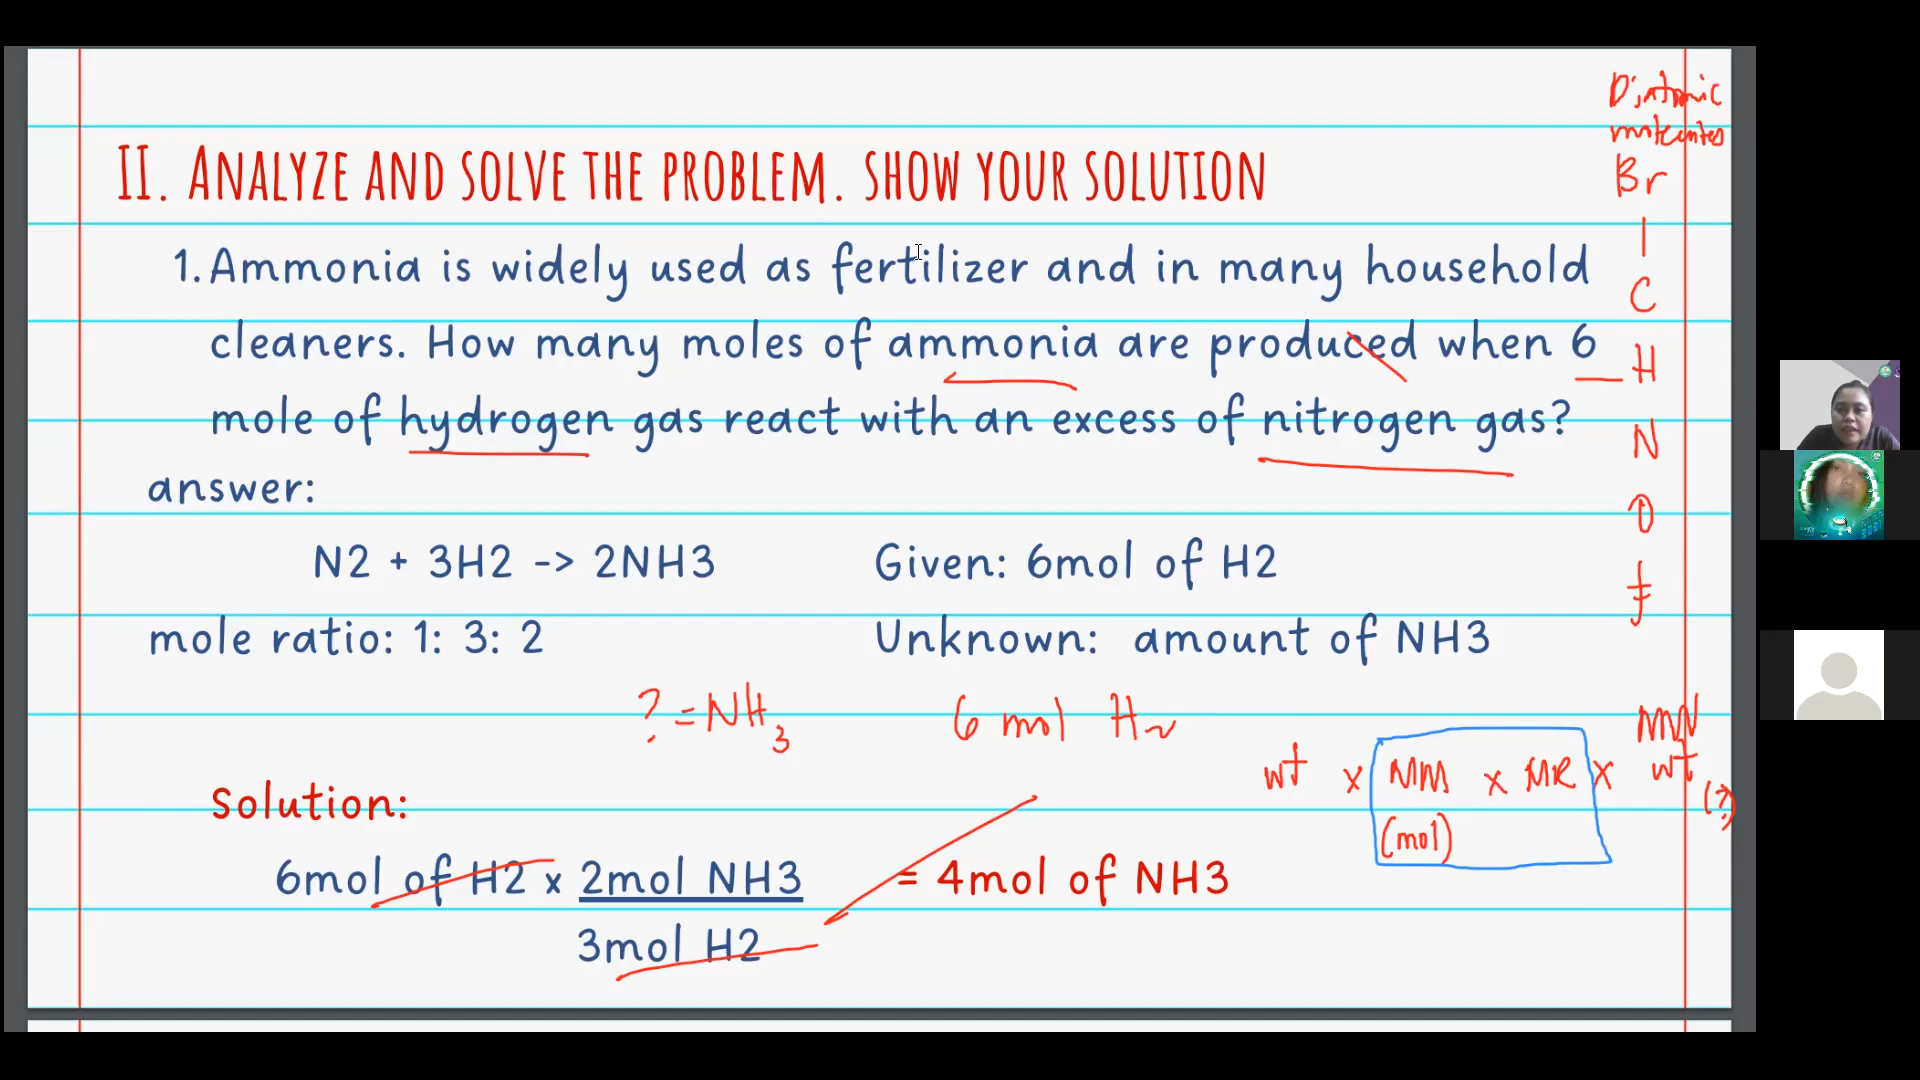 II. ANALYZE AND SOLVE THE PROBLEM. SHOW YOUR SOLUTION
1. Ammonia is widely used as fertilizer and in many household
cleaners. How many moles of ammonia are produced when 6
mole of hydrogen gas react with an excess of nitrogen gas?
answer:
N2 + 3H2 -> 2NH3
Given: 6mol of H2
mole ratio: 1: 3: 2
Unknown: amount of NH3
? = NH3
6 mol H2
Solution:
6mol of H2 x 2mol NH3
= 4mol of NH3
3mol H2
wt x MM x MR x MW
(mol)
wt (?)
Diatomic
Br
I
C
H
N
O
F